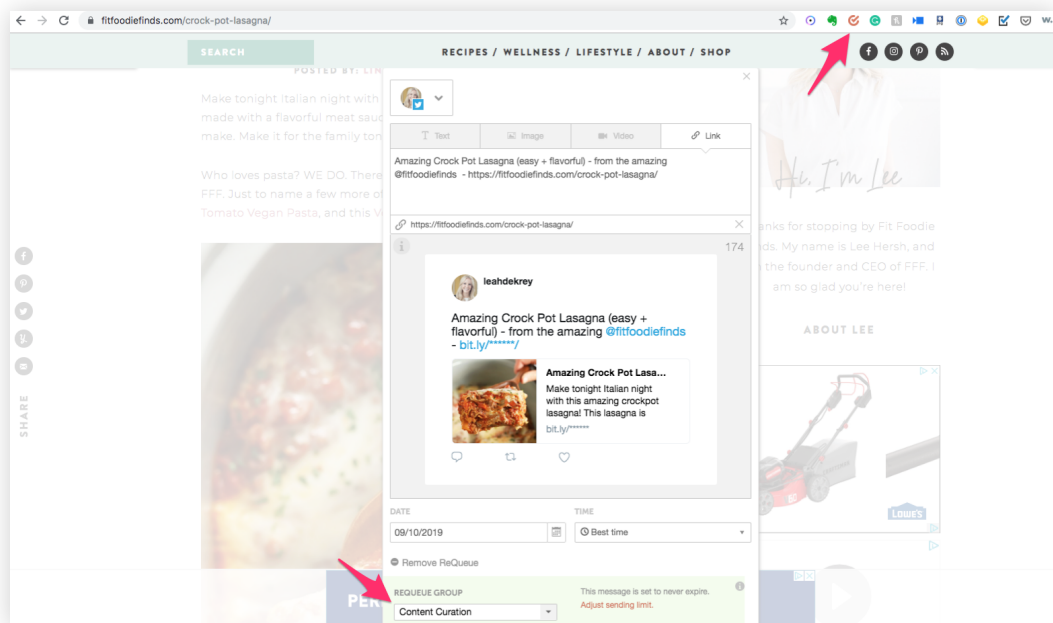 fitfoodiefinds.com/crock-pot-lasagna/
SEARCH
RECIPES / WELLNESS / LIFESTYLE / ABOUT / SHOP
POSTED BY: LIN
Make tonight Italian night with
made with a flavorful meat sauc
make. Make it for the family ton
Who loves pasta? WE DO. There
FFF. Just to name a few more of
Tomato Vegan Pasta, and this V
SHARE
Text
Image
Video
Link
Amazing Crock Pot Lasagna (easy + flavorful) - from the amazing
@fitfoodiefinds - https://fitfoodiefinds.com/crock-pot-lasagna/
https://fitfoodiefinds.com/crock-pot-lasagna/
174
leahdekrey
Amazing Crock Pot Lasagna (easy +
flavorful) - from the amazing @fitfoodiefinds
- bit.ly/******/
Amazing Crock Pot Lasa...
Make tonight Italian night
with this amazing crockpot
lasagna! This lasagna is
bit.ly/******
DATE
TIME
09/10/2019
Best time
Remove ReQueue
REQUEUE GROUP
Content Curation
This message is set to never expire.
Adjust sending limit.
Hi, I'm Lee
anks for stopping by Fit Foodie
ds. My name is Lee Hersh, and
the founder and CEO of FFF. I
am so glad you're here!
ABOUT LEE
LOWE'S
PER